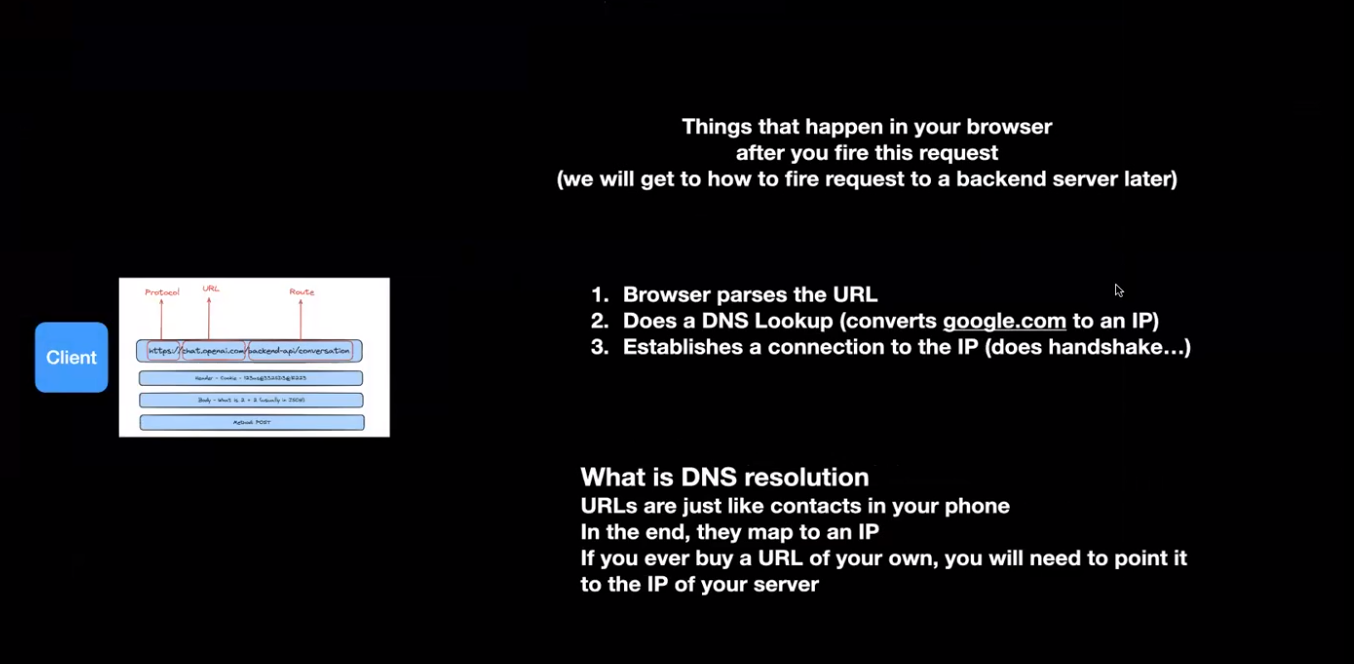 Things that happen in your browser
after you fire this request
(we will get to how to fire request to a backend server later)
Protocol URL Route
https://chat.openai.com/backend-api/conversation
Header - Cookie -
Body - What is 2 + 2 (usually in JSON)
Method: POST
Client
1. Browser parses the URL
2. Does a DNS Lookup (converts google.com to an IP)
3. Establishes a connection to the IP (does handshake...)
What is DNS resolution
URLs are just like contacts in your phone
In the end, they map to an IP
If you ever buy a URL of your own, you will need to point it
to the IP of your server